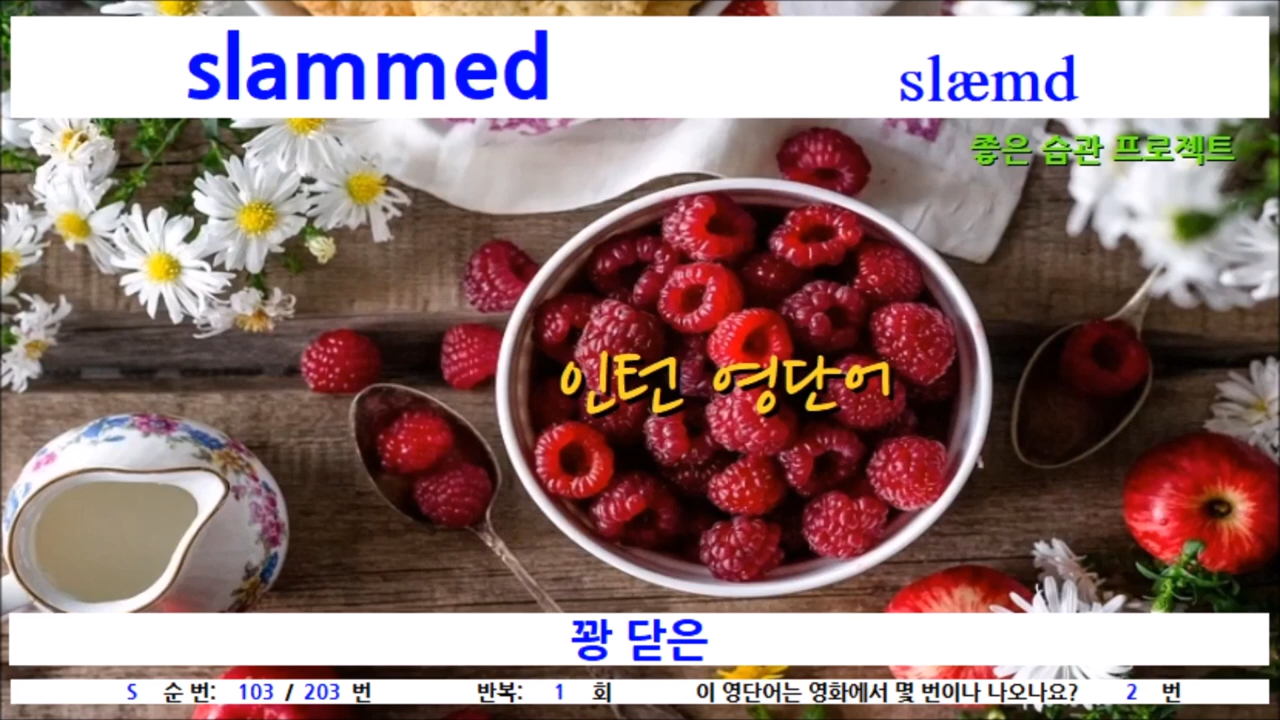 slammed slæmd
좋은 습관 프로젝트
인턴 영단어
꽝 닫은
S 순 번: 103 / 203 번 반복: 1 회 이 영단어는 영화에서 몇 번이나 나오나요? 2 번